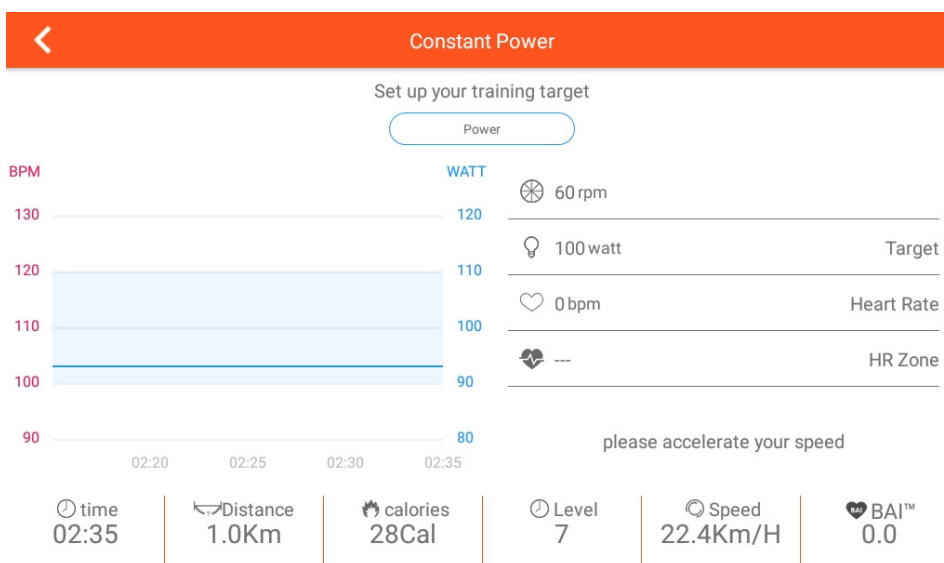 Constant Power
Set up your training target
Power
BPM
WATT
130
120
110
100
90
120
110
100
90
80
02:20 02:25 02:30 02:35
60 rpm
100 watt Target
0 bpm Heart Rate
--- HR Zone
please accelerate your speed
time
02:35
Distance
1.0Km
calories
28Cal
Level
7
Speed
22.4Km/H
BAI BAI™
0.0